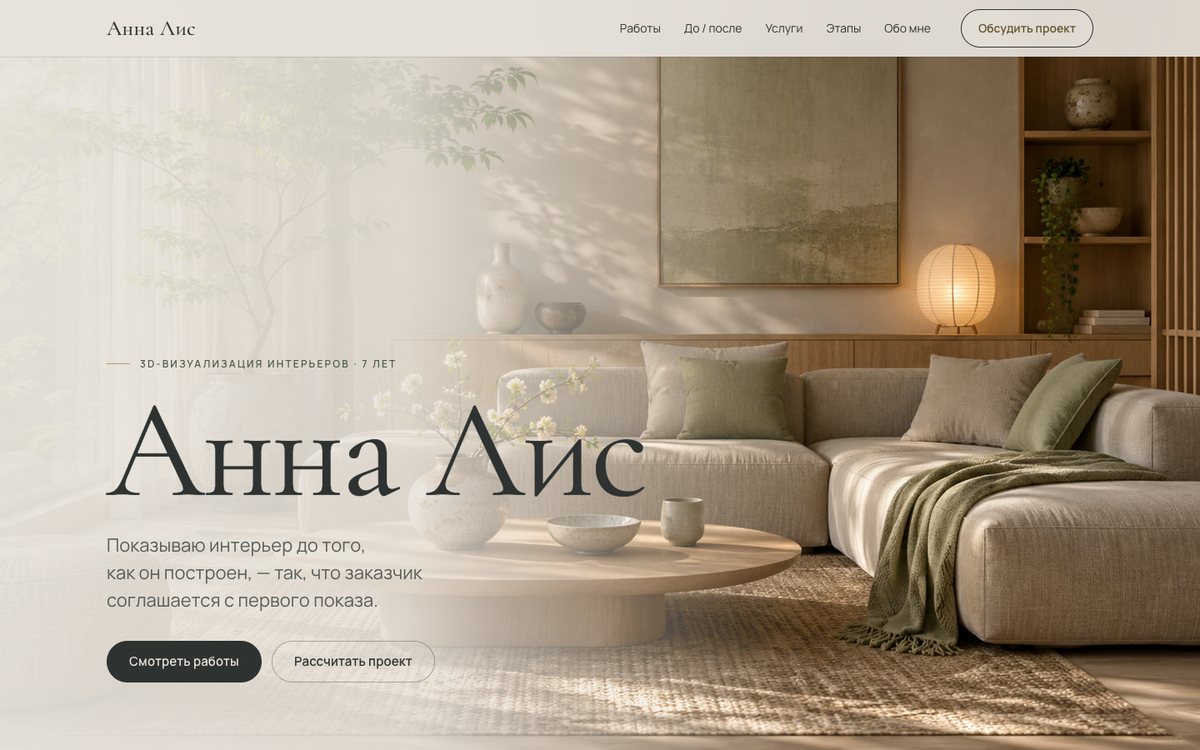 Анна Лис
Работы
До / после
Услуги
Этапы
Обо мне
Обсудить проект
3D-ВИЗУАЛИЗАЦИЯ ИНТЕРЬЕРОВ · 7 ЛЕТ
Анна Лис
Показываю интерьер до того,
как он построен, — так, что заказчик
соглашается с первого показа.
Смотреть работы
Рассчитать проект